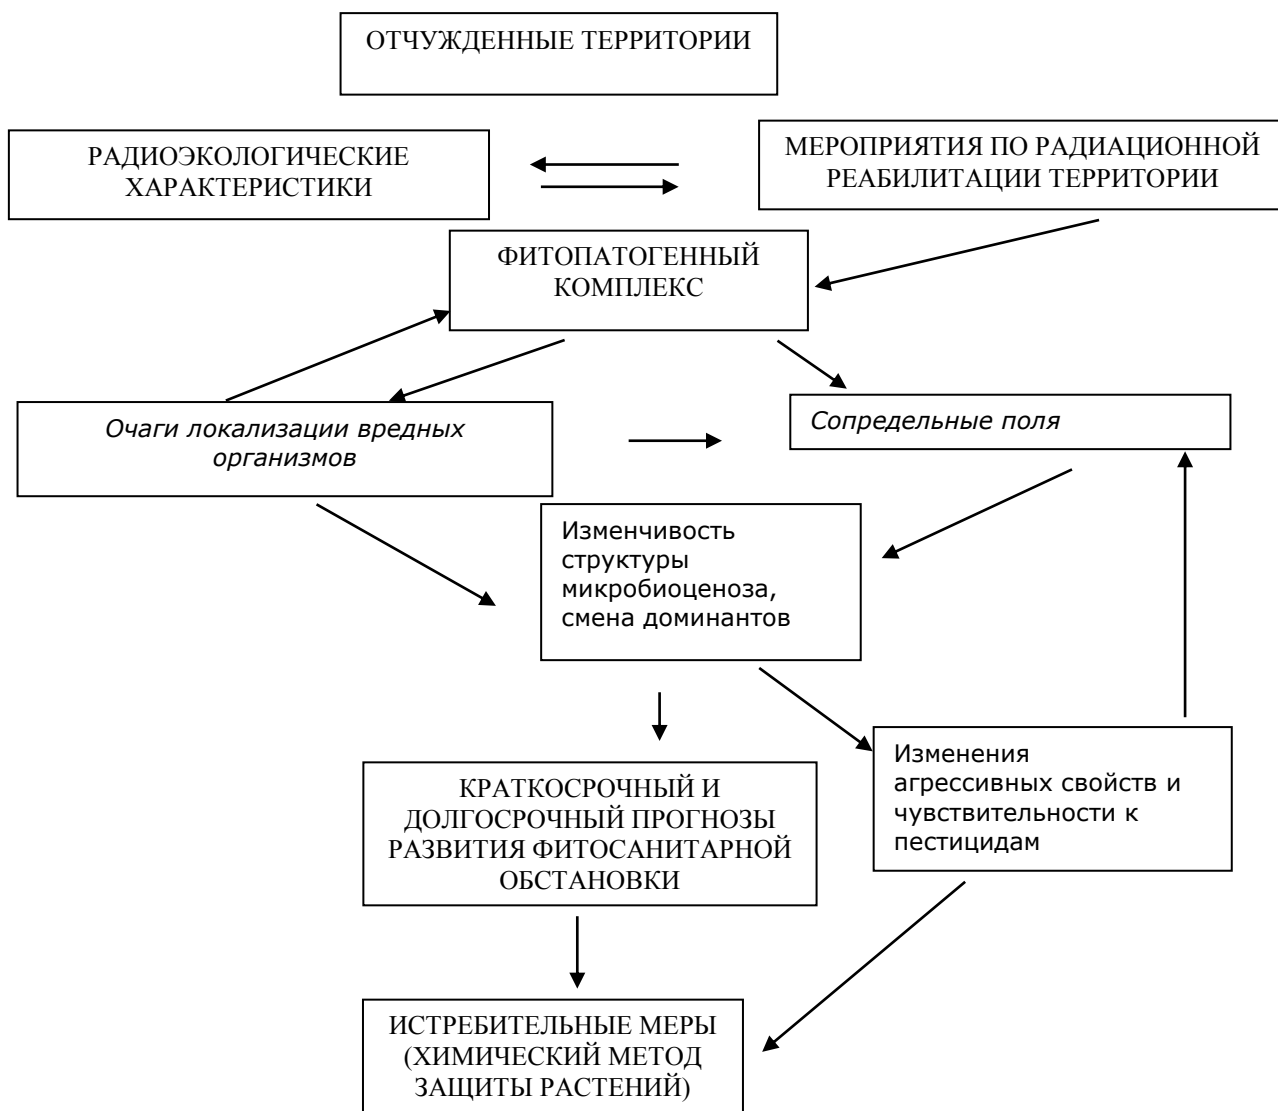 ОТЧУЖДЕННЫЕ ТЕРРИТОРИИ
РАДИОЭКОЛОГИЧЕСКИЕ
ХАРАКТЕРИСТИКИ
МЕРОПРИЯТИЯ ПО РАДИАЦИОННОЙ
РЕАБИЛИТАЦИИ ТЕРРИТОРИИ
ФИТОПАТОГЕННЫЙ
КОМПЛЕКС
Очаги локализации вредных
организмов
Сопредельные поля
Изменчивость
структуры
микробиоценоза,
смена доминантов
Изменения
агрессивных свойств и
чувствительности к
пестицидам
КРАТКОСРОЧНЫЙ И
ДОЛГОСРОЧНЫЙ ПРОГНОЗЫ
РАЗВИТИЯ ФИТОСАНИТАРНОЙ
ОБСТАНОВКИ
ИСТРЕБИТЕЛЬНЫЕ МЕРЫ
(ХИМИЧЕСКИЙ МЕТОД
ЗАЩИТЫ РАСТЕНИЙ)